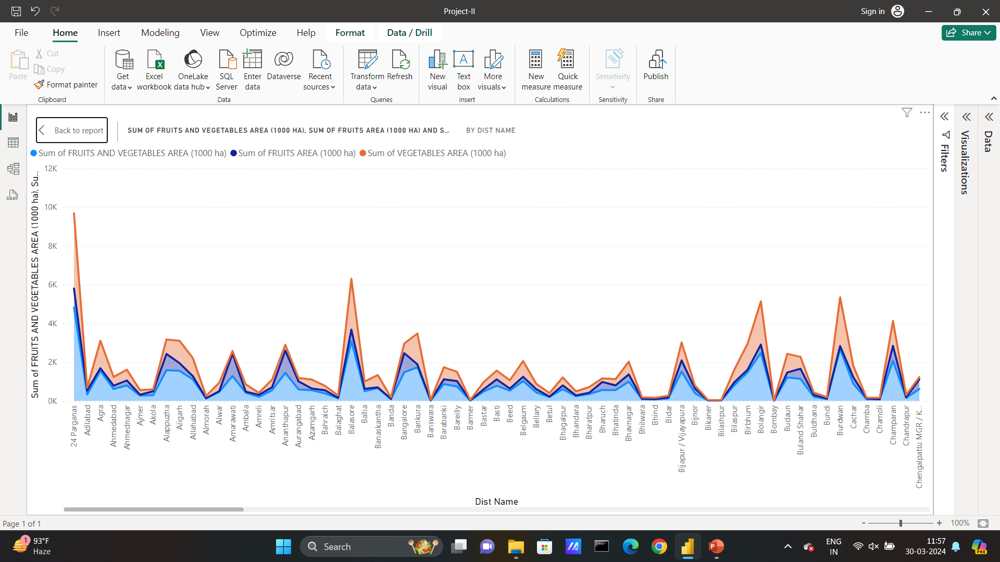 Project-II
Sign in
File Home Insert Modeling View Optimize Help Format Data / Drill Share
Paste
Cut
Copy
Format painter
Clipboard
Get data
Excel workbook
OneLake data hub
SQL Server
Enter data
Dataverse
Recent sources
Data
Transform data
Refresh
Queries
New visual
Text box
More visuals
Insert
New measure
Quick measure
Calculations
Sensitivity
Sensitivity
Publish
Share
DAX
Back to report
SUM OF FRUITS AND VEGETABLES AREA (1000 HA), SUM OF FRUITS AREA (1000 HA) AND S...
BY DIST NAME
Sum of FRUITS AND VEGETABLES AREA (1000 ha) Sum of FRUITS AREA (1000 ha) Sum of VEGETABLES AREA (1000 ha)
Sum of FRUITS AND VEGETABLES AREA (1000 ha), Su...
12K
10K
8K
6K
4K
2K
0K
24 Parganas
Adilabad
Agra
Ahmedabad
Ahmednagar
Ajmer
Akola
Alappuzha
Aligarh
Allahabad
Almorah
Alwar
Amarawati
Ambala
Amreli
Amritsar
Ananthapur
Aurangabad
Azamgarh
Bahraich
Balaghat
Balasore
Ballia
Banaskantha
Banda
Bangalore
Bankura
Banswara
Barabanki
Bareilly
Barmer
Bastar
Basti
Beed
Belgaum
Bellary
Betul
Bhagalpur
Bhandara
Bharatpur
Bharuch
Bhatinda
Bhavnagar
Bhilwara
Bhind
Bidar
Bijapur / Vijayapura
Bijnor
Bikaner
Bilashpur
Bilaspur
Birbhum
Bolangir
Bombay
Budaun
Buland Shahar
Buldhana
Bundi
Burdwan
Cachar
Chamba
Chamoli
Champaran
Chandrapur
Chengalpattu MGR / K...
Dist Name
Filters
Visualizations
Data
Page 1 of 1
- + 100%
1
93°F
Haze
Search
P
ENG
IN
11:57
30-03-2024
PRE